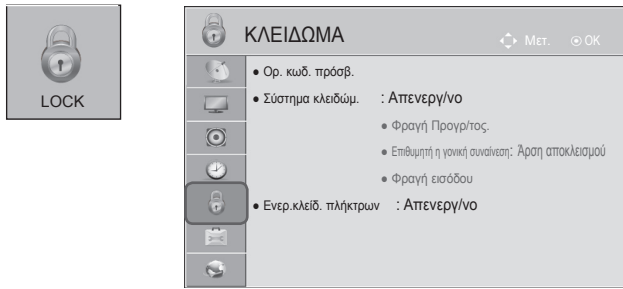 LOCK
ΚΛΕΙΔΩΜΑ Μετ. OK
• Ορ. κωδ. πρόσβ.
• Σύστημα κλειδώμ. : Απενεργ/νο
• Φραγή Προγρ/τος.
• Επιθυμητή η γονική συναίνεση: Άρση αποκλεισμού
• Φραγή εισόδου
• Ενερ.κλείδ. πλήκτρων : Απενεργ/νο